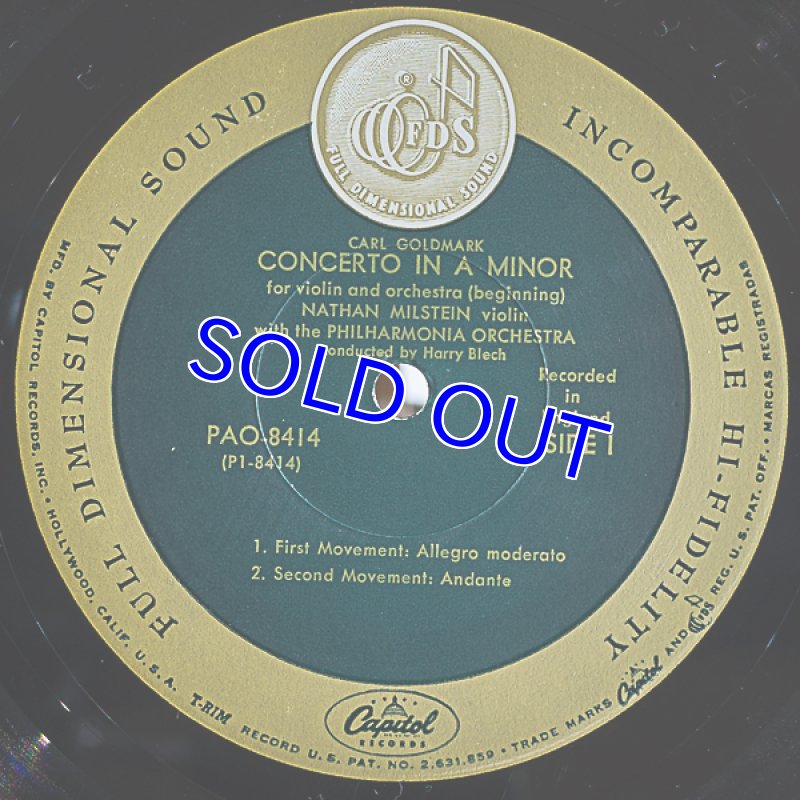 FULL DIMENSIONAL SOUND
INCOMPARABLE HI-FIDELITY
®
FDS
FULL DIMENSIONAL SOUND
CARL GOLDMARK
CONCERTO IN A MINOR
for violin and orchestra (beginning)
NATHAN MILSTEIN violin
with the PHILHARMONIA ORCHESTRA
conducted by Harry Blech
Recorded
in
England
SOLD OUT
PAO-8414
SIDE 1
(P1-8414)
1. First Movement: Allegro moderato
2. Second Movement: Andante
Capitol
RECORDS
MFD. BY CAPITOL RECORDS, INC. • HOLLYWOOD, CALIF. U.S.A. T-RIM RECORD U.S. PAT. NO. 2,631,859 • TRADE MARKS Capitol AND FDS REG. U.S. PAT. OFF. • MARCAS REGISTRADAS